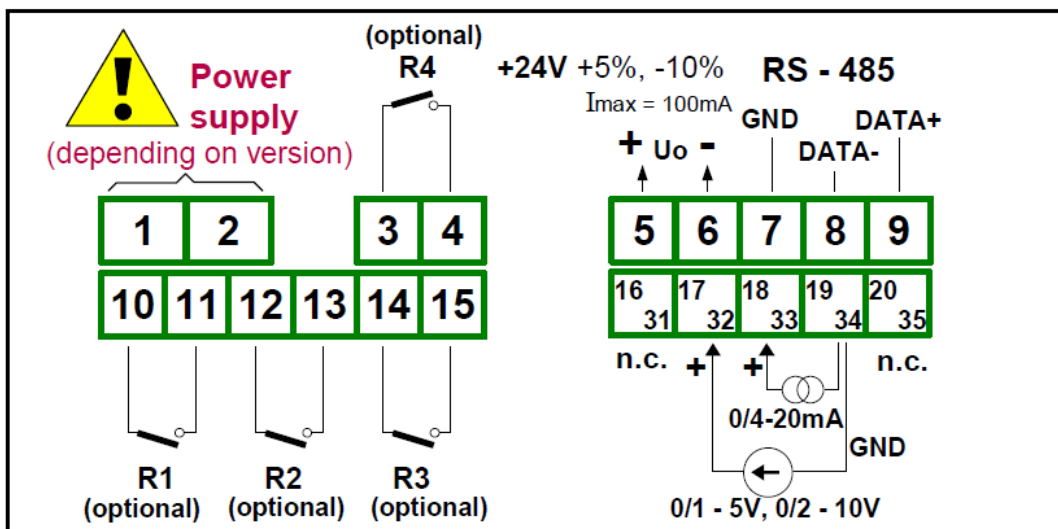 (optional)
R4
Power
supply
(depending on version)
+24V +5%, -10%
Imax = 100mA
RS - 485
GND
DATA+
DATA-
+ Uo -
1 2 3 4
5 6 7 8 9
10 11 12 13 14 15
16 17 18 19 20
31 32 33 34 35
n.c. + + n.c.
0/4-20mA
GND
R1 R2 R3
(optional) (optional) (optional)
0/1 - 5V, 0/2 - 10V